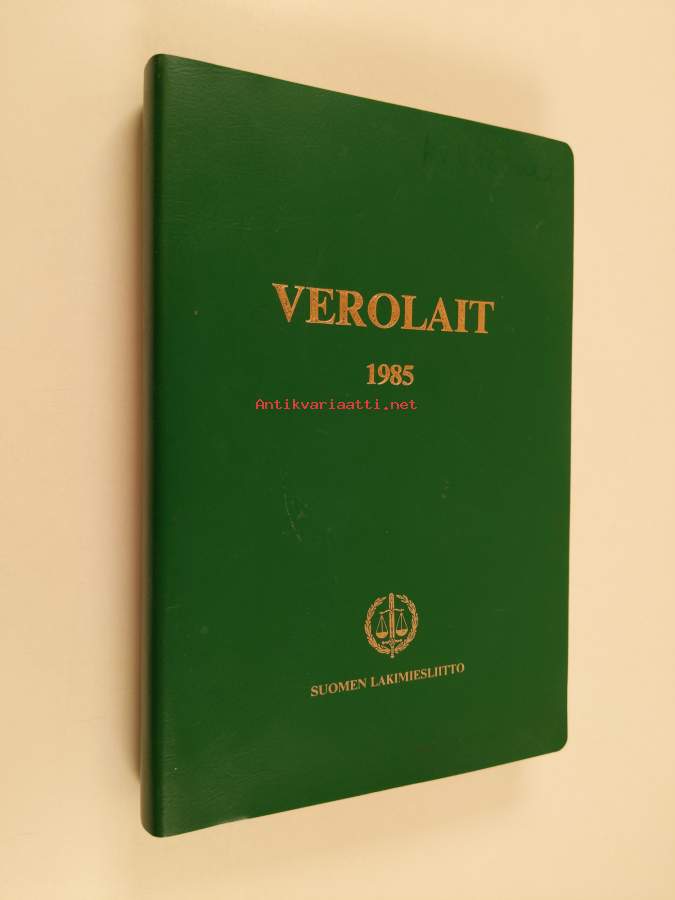 VEROLAIT
1985
Antikvariaatti.net
SUOMEN LAKIMIESLIITTO